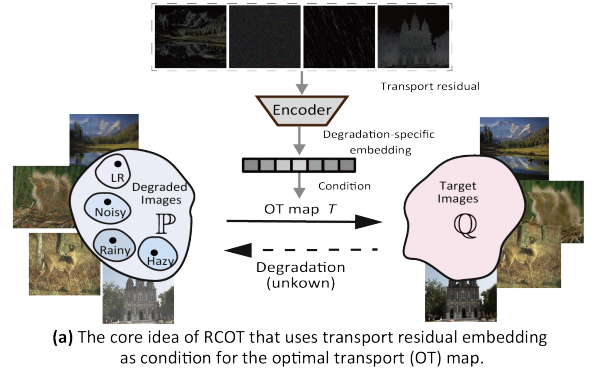 Transport residual
Encoder
Degradation-specific
embedding
Condition
LR
Degraded
Images
ℙ
Noisy
Rainy
Hazy
OT map T
Degradation
(unkown)
Target
Images
ℚ
(a) The core idea of RCOT that uses transport residual embedding
as condition for the optimal transport (OT) map.